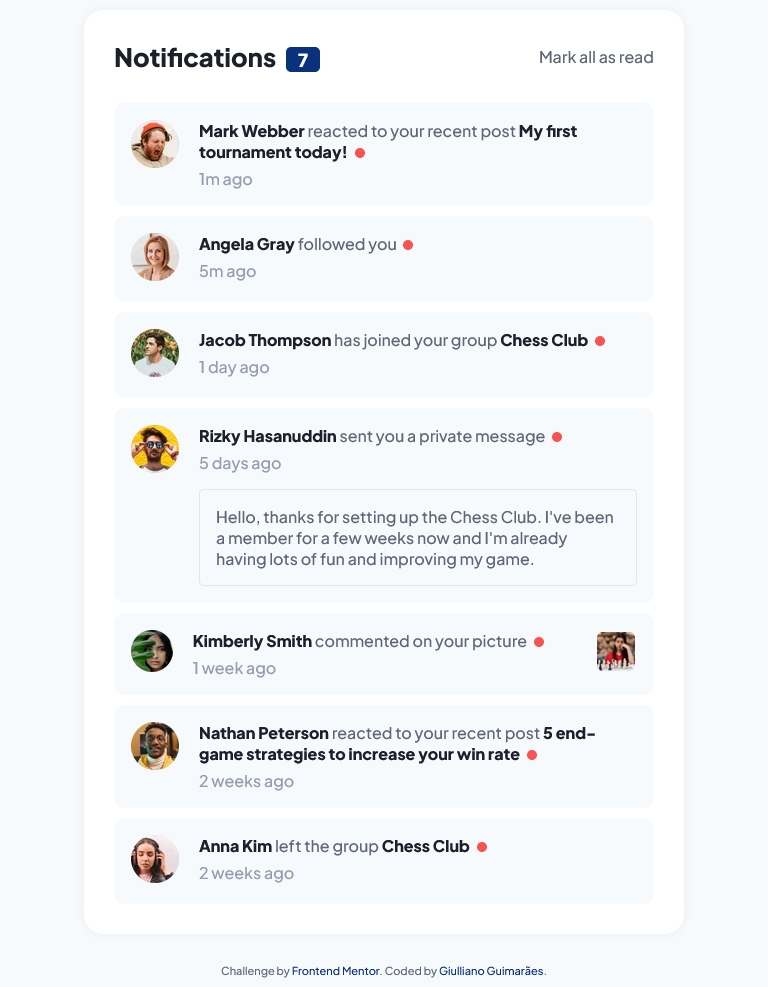 Notifications 7
Mark all as read
Mark Webber reacted to your recent post My first
tournament today!
1m ago
Angela Gray followed you
5m ago
Jacob Thompson has joined your group Chess Club
1 day ago
Rizky Hasanuddin sent you a private message
5 days ago
Hello, thanks for setting up the Chess Club. I've been
a member for a few weeks now and I'm already
having lots of fun and improving my game.
Kimberly Smith commented on your picture
1 week ago
Nathan Peterson reacted to your recent post 5 end-
game strategies to increase your win rate
2 weeks ago
Anna Kim left the group Chess Club
2 weeks ago
Challenge by Frontend Mentor. Coded by Giulliano Guimarães.